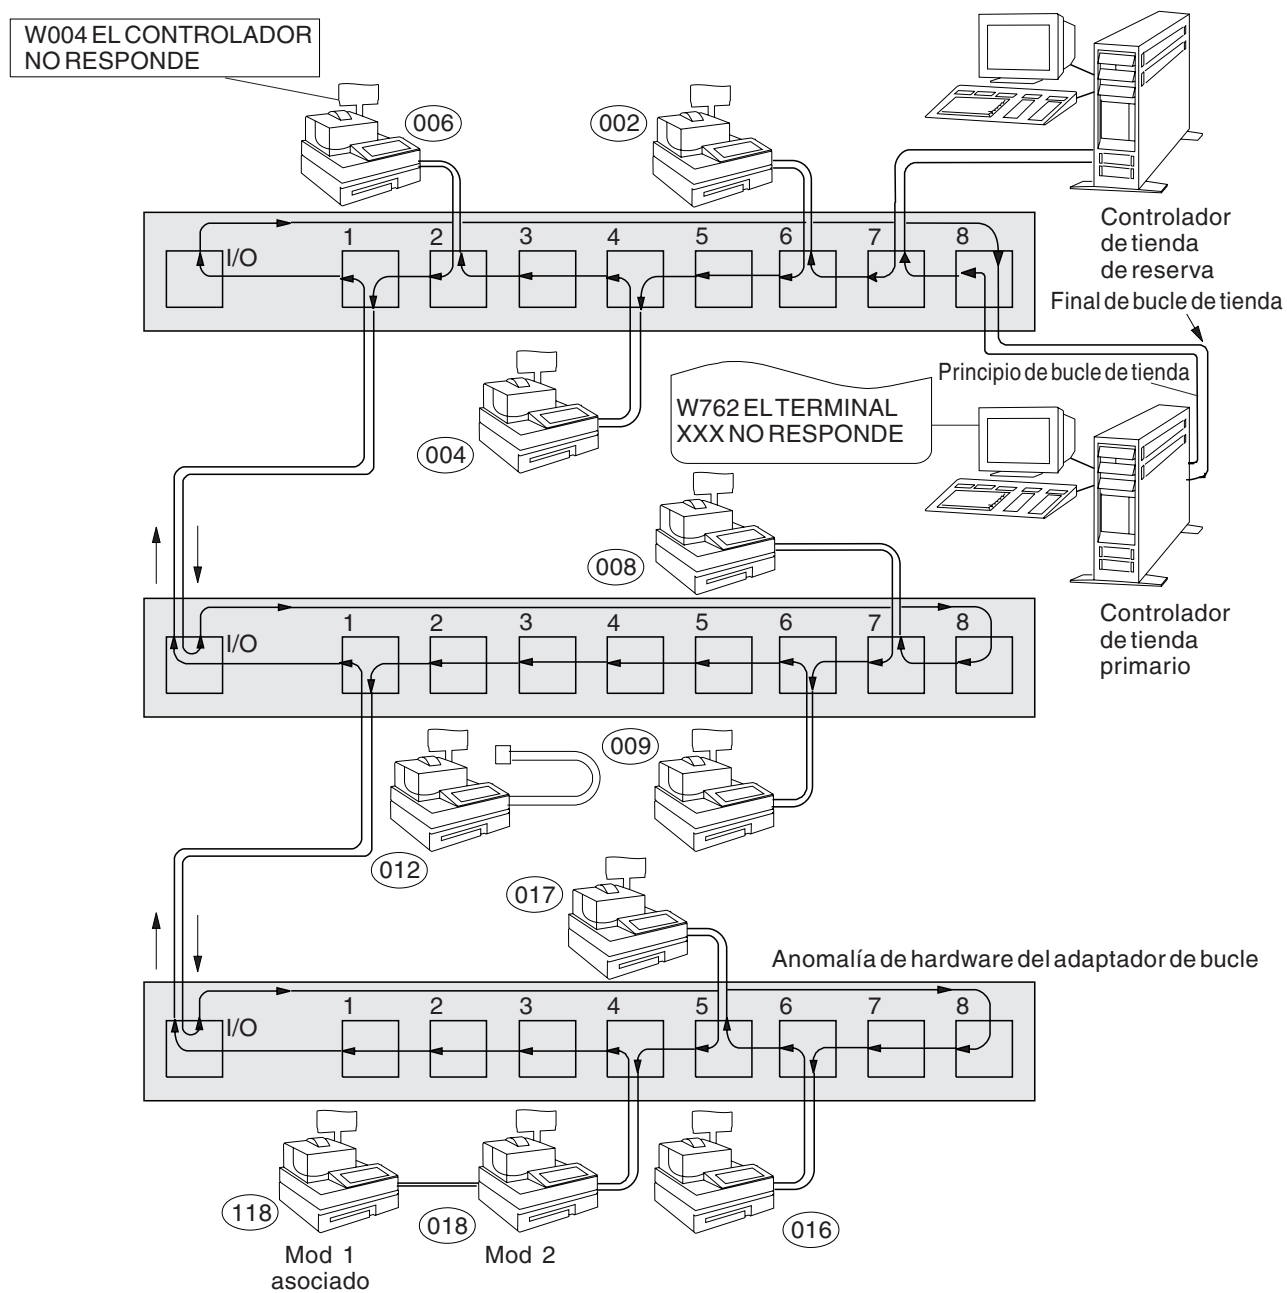 W004 EL CONTROLADOR
NO RESPONDE
006
002
Controlador
de tienda
de reserva
I/O
1
2
3
4
5
6
7
8
Final de bucle de tienda
Principio de bucle de tienda
W762 EL TERMINAL
XXX NO RESPONDE
004
008
Controlador
de tienda
primario
I/O
1
2
3
4
5
6
7
8
009
012
017
Anomalía de hardware del adaptador de bucle
I/O
1
2
3
4
5
6
7
8
118
018
016
Mod 1
asociado
Mod 2